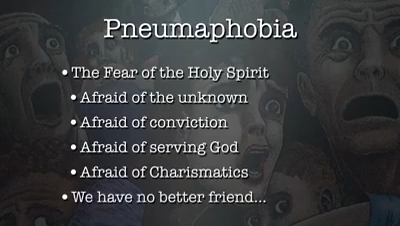 Pneumaphobia
• The Fear of the Holy Spirit
• Afraid of the unknown
• Afraid of conviction
• Afraid of serving God
• Afraid of Charismatics
• We have no better friend...